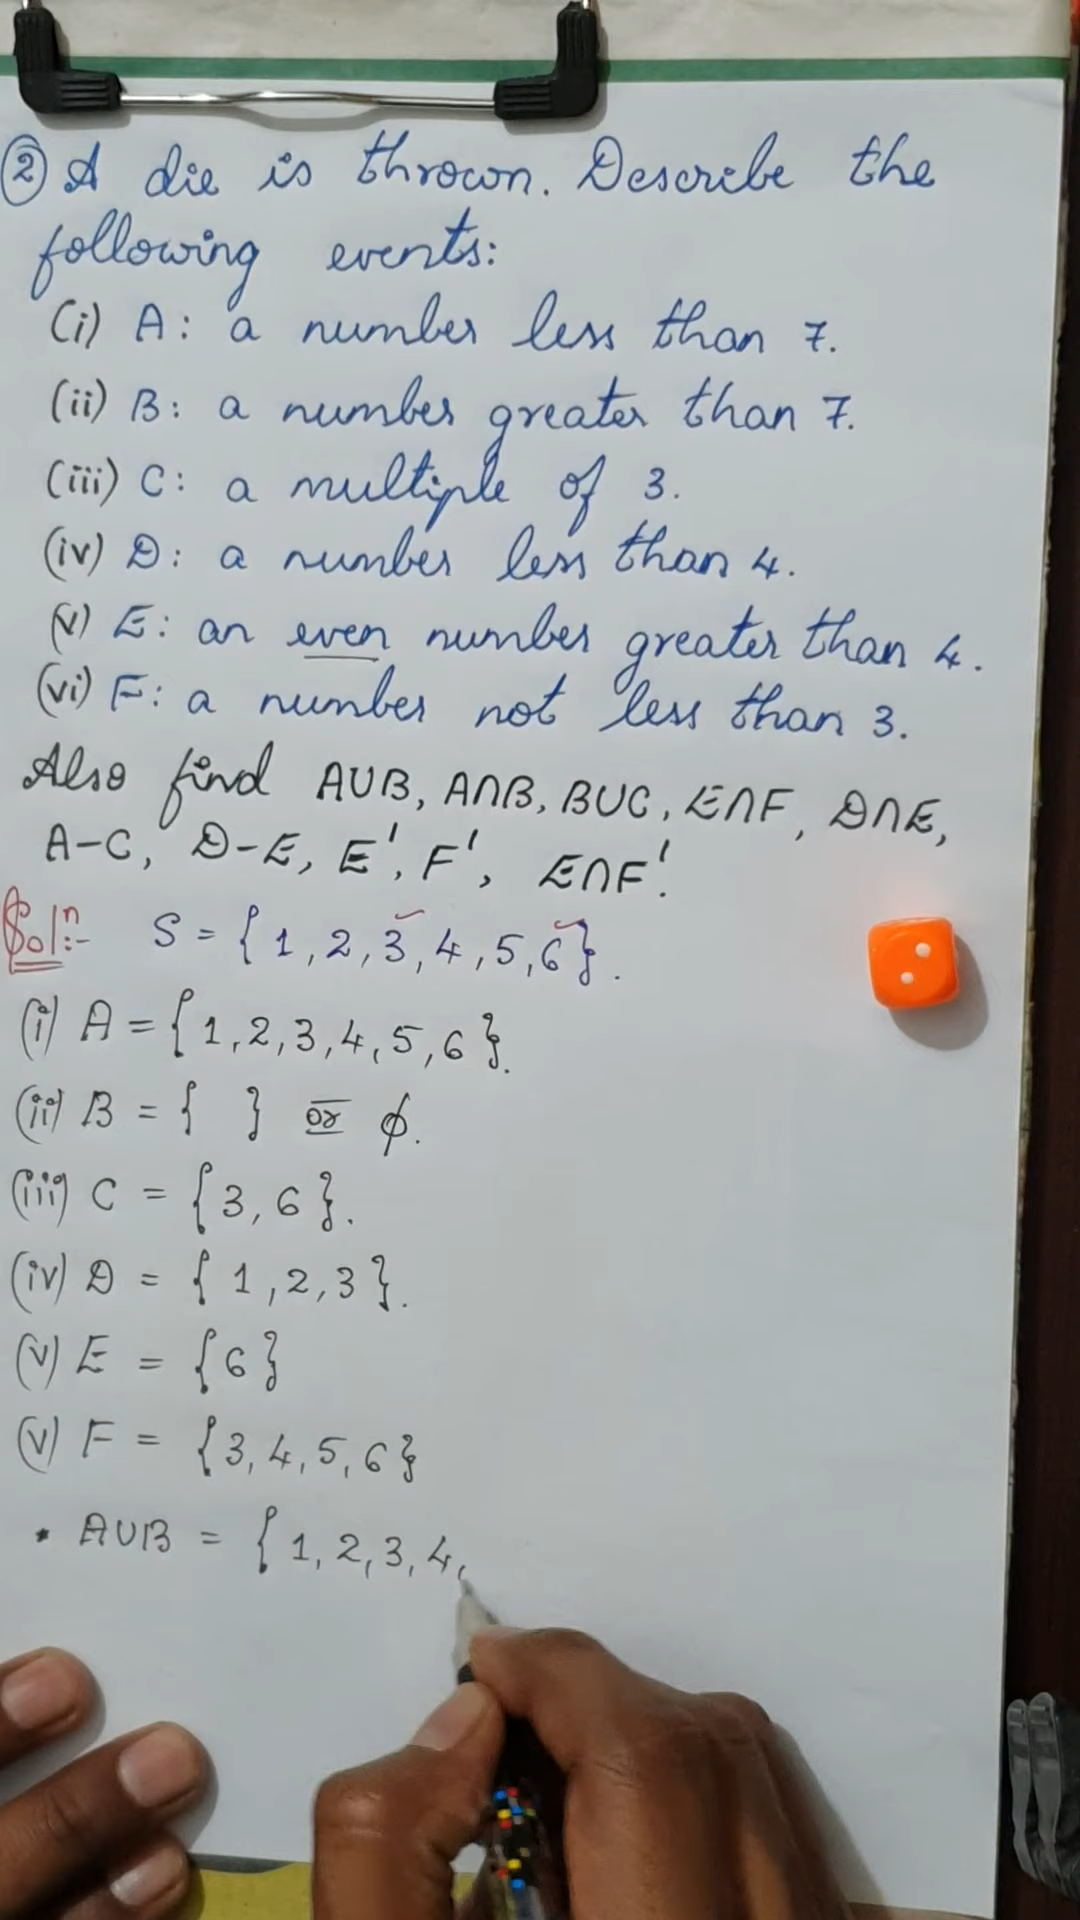 ② A die is thrown. Describe the
following events:
(i) A: a number less than 7.
(ii) B: a number greater than 7.
(iii) C: a multiple of 3.
(iv) D: a number less than 4.
(v) E: an even number greater than 4.
(vi) F: a number not less than 3.
Also find A∪B, A∩B, B∪C, E∩F, D∩E,
A-C, D-E, E', F', E∩F'.
Solⁿ:- S = {1,2,3,4,5,6}.
(i) A = {1,2,3,4,5,6}.
(ii) B = { } or ϕ.
(iii) C = {3,6}.
(iv) D = {1,2,3}.
(v) E = {6}
(v) F = {3,4,5,6}
• A∪B = {1,2,3,4,